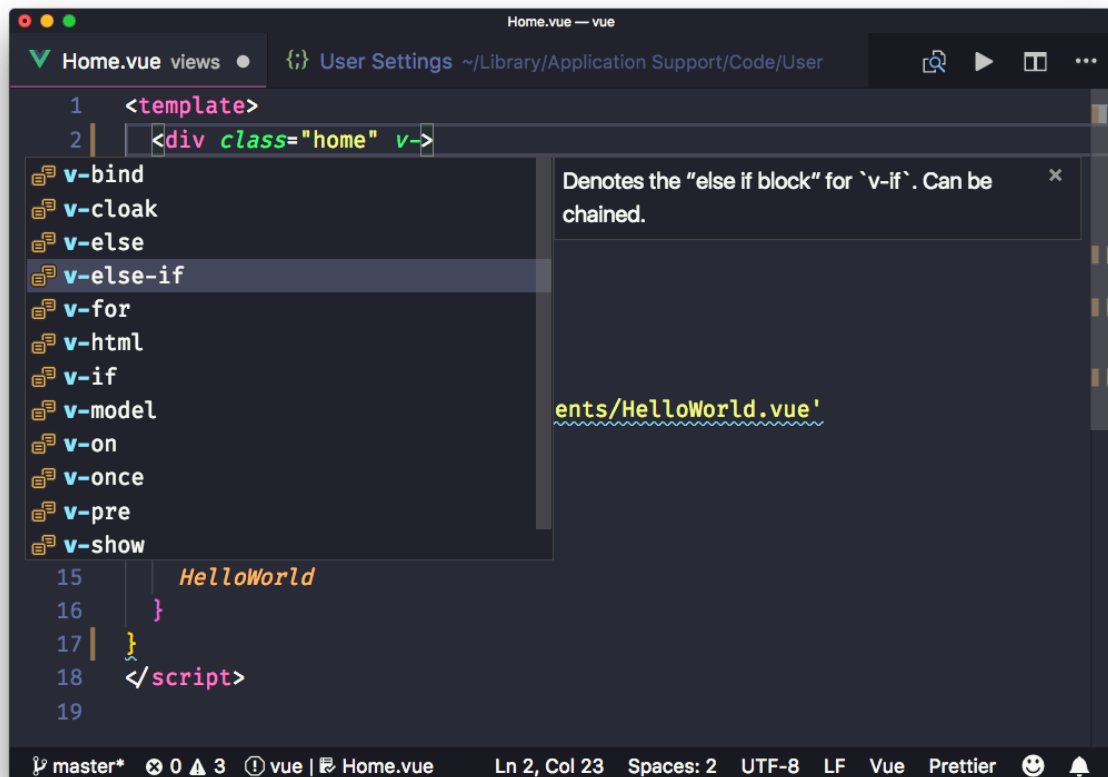 Home.vue — vue
Home.vue views ● {;} User Settings ~/Library/Application Support/Code/User
1 <template>
2 <div class="home" v->
v-bind
v-cloak
v-else
v-else-if
v-for
v-html
v-if
v-model
v-on
v-once
v-pre
v-show
Denotes the “else if block” for `v-if`. Can be
chained.
ents/HelloWorld.vue'
15 HelloWorld
16 }
17 }
18 </script>
19
master* 0 3 vue | Home.vue Ln 2, Col 23 Spaces: 2 UTF-8 LF Vue Prettier